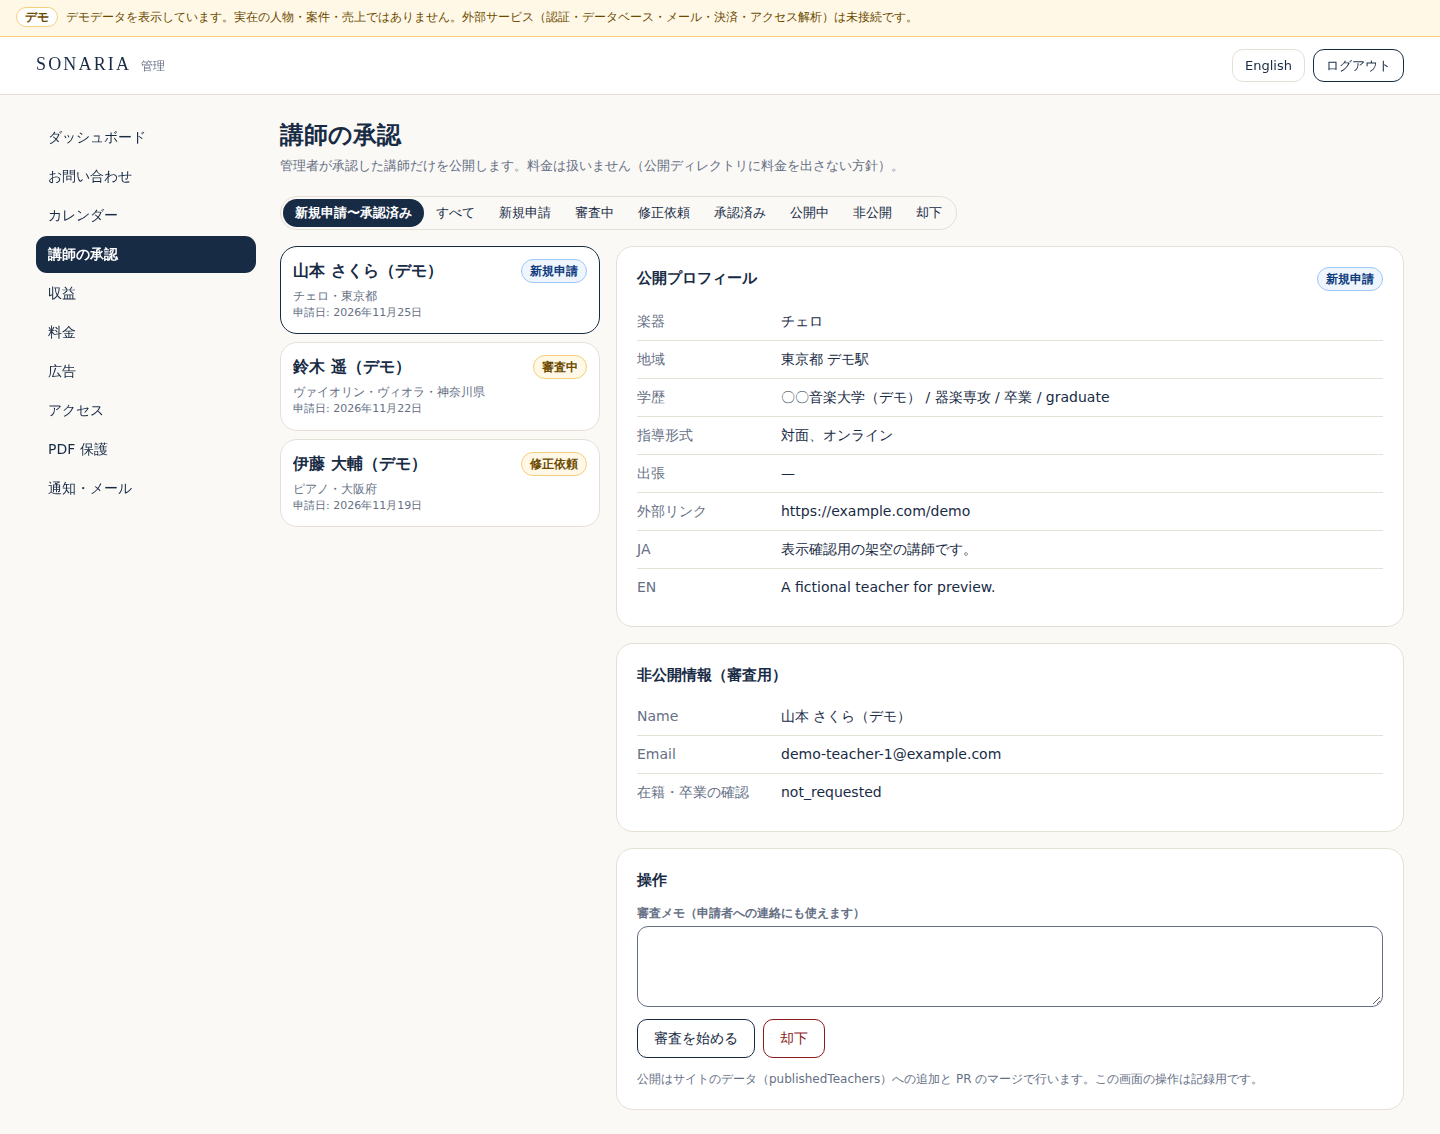 デモ デモデータを表示しています。実在の人物・案件・売上ではありません。外部サービス（認証・データベース・メール・決済・アクセス解析）は未接続です。
SONARIA 管理
English ログアウト
ダッシュボード
お問い合わせ
カレンダー
講師の承認
収益
料金
広告
アクセス
PDF 保護
通知・メール
講師の承認
管理者が承認した講師だけを公開します。料金は扱いません（公開ディレクトリに料金を出さない方針）。
新規申請〜承認済み すべて 新規申請 審査中 修正依頼 承認済み 公開中 非公開 却下
山本 さくら（デモ） 新規申請
チェロ・東京都
申請日: 2026年11月25日
鈴木 遥（デモ） 審査中
ヴァイオリン・ヴィオラ・神奈川県
申請日: 2026年11月22日
伊藤 大輔（デモ） 修正依頼
ピアノ・大阪府
申請日: 2026年11月19日
公開プロフィール 新規申請
楽器 チェロ
地域 東京都 デモ駅
学歴 〇〇音楽大学（デモ） / 器楽専攻 / 卒業 / graduate
指導形式 対面、オンライン
出張 —
外部リンク https://example.com/demo
JA 表示確認用の架空の講師です。
EN A fictional teacher for preview.
非公開情報（審査用）
Name 山本 さくら（デモ）
Email demo-teacher-1@example.com
在籍・卒業の確認 not_requested
操作
審査メモ（申請者への連絡にも使えます）
審査を始める 却下
公開はサイトのデータ（publishedTeachers）への追加と PR のマージで行います。この画面の操作は記録用です。